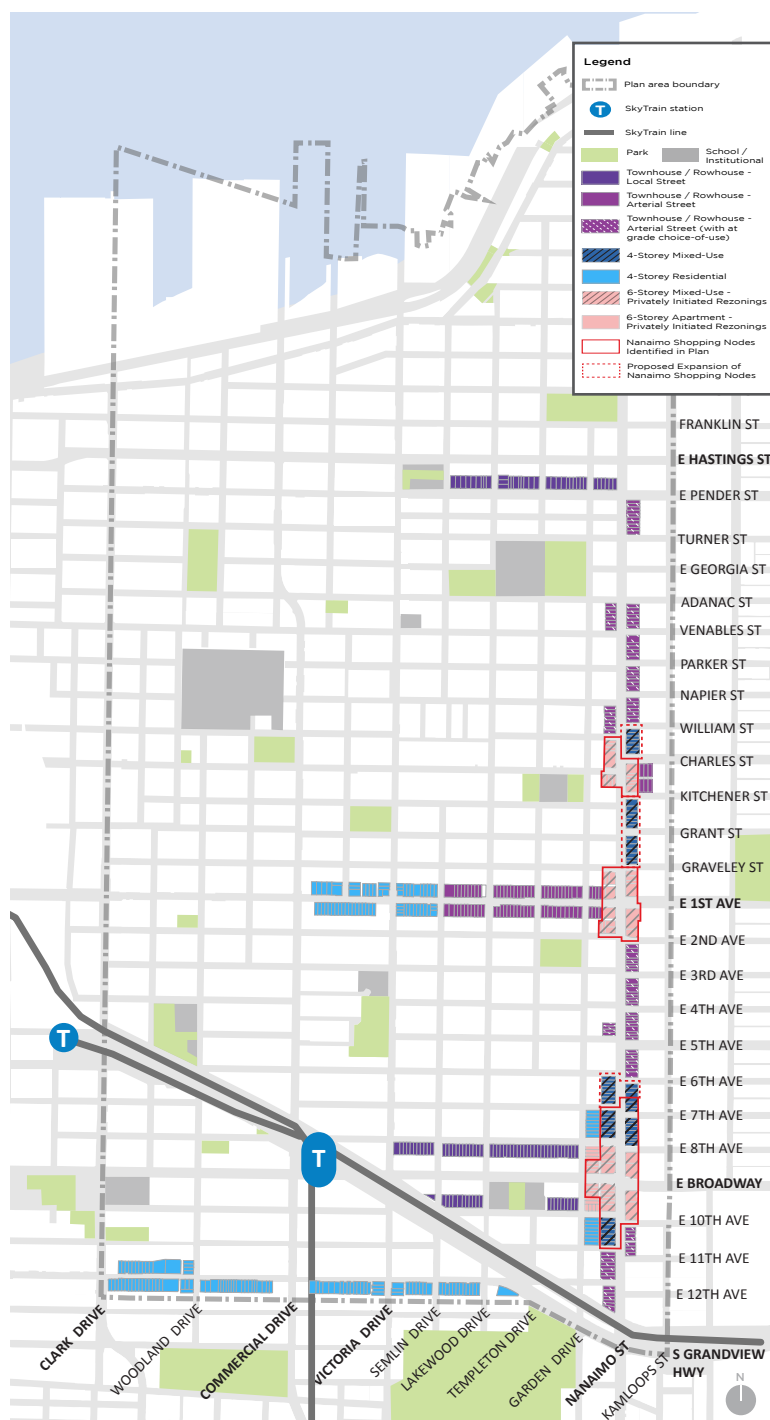 Legend
Plan area boundary
T
SkyTrain station
SkyTrain line
Park
School /
Institutional
Townhouse / Rowhouse -
Local Street
Townhouse / Rowhouse -
Arterial Street
Townhouse / Rowhouse -
Arterial Street (with at
grade choice-of-use)
4-Storey Mixed-Use
4-Storey Residential
6-Storey Mixed-Use -
Privately Initiated Rezonings
6-Storey Apartment -
Privately Initiated Rezonings
Nanaimo Shopping Nodes
Identified in Plan
Proposed Expansion of
Nanaimo Shopping Nodes
FRANKLIN ST
E HASTINGS ST
E PENDER ST
TURNER ST
E GEORGIA ST
ADANAC ST
VENABLES ST
PARKER ST
NAPIER ST
WILLIAM ST
CHARLES ST
KITCHENER ST
GRANT ST
GRAVELEY ST
E 1ST AVE
E 2ND AVE
E 3RD AVE
E 4TH AVE
E 5TH AVE
E 6TH AVE
E 7TH AVE
E 8TH AVE
E BROADWAY
E 10TH AVE
E 11TH AVE
E 12TH AVE
S GRANDVIEW
HWY
T
T
CLARK DRIVE
WOODLAND DRIVE
COMMERCIAL DRIVE
VICTORIA DRIVE
SEMLIN DRIVE
LAKEWOOD DRIVE
TEMPLETON DRIVE
GARDEN DRIVE
NANAIMO ST
KAMLOOPS ST
N